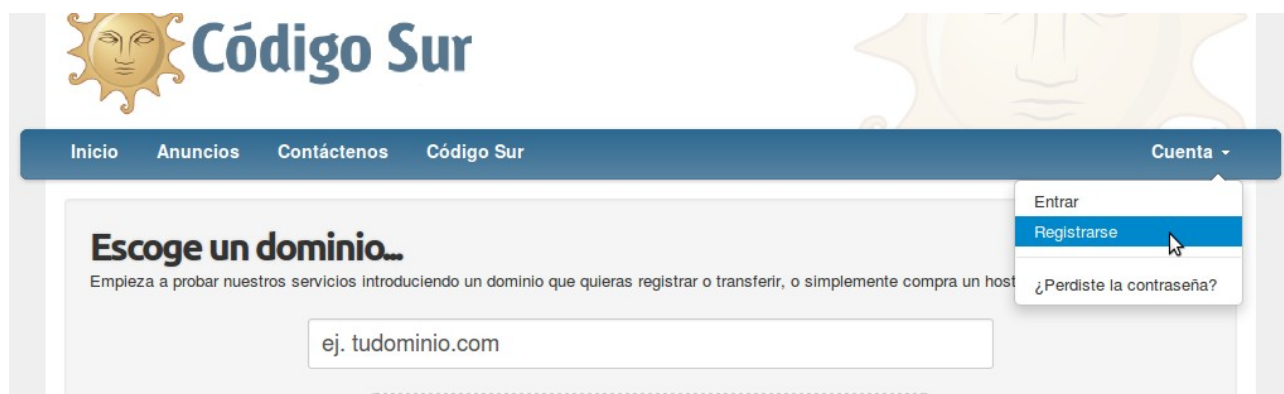 Código Sur
Inicio Anuncios Contáctenos Código Sur Cuenta
Entrar
Registrarse
¿Perdiste la contraseña?
Escoge un dominio...
Empieza a probar nuestros servicios introduciendo un dominio que quieras registrar o transferir, o simplemente compra un host
ej. tudominio.com